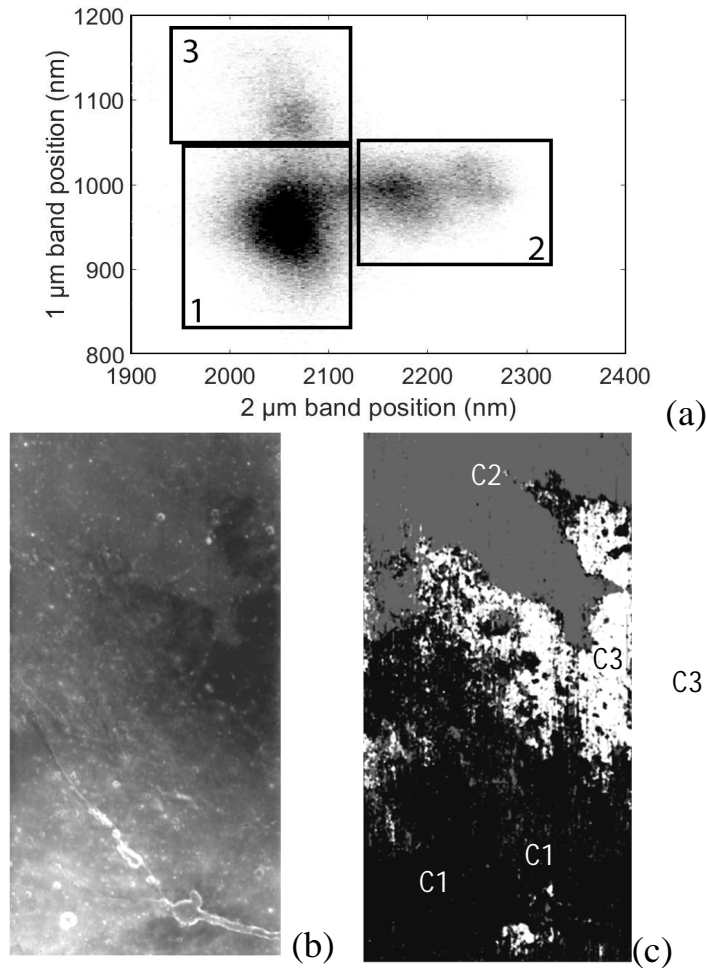 1200
1100
1000
900
800
1 µm band position (nm)
3
1
2
1900 2000 2100 2200 2300 2400
2 µm band position (nm)
(a)
C2
C3
C3
C1
C1
(b)
(c)